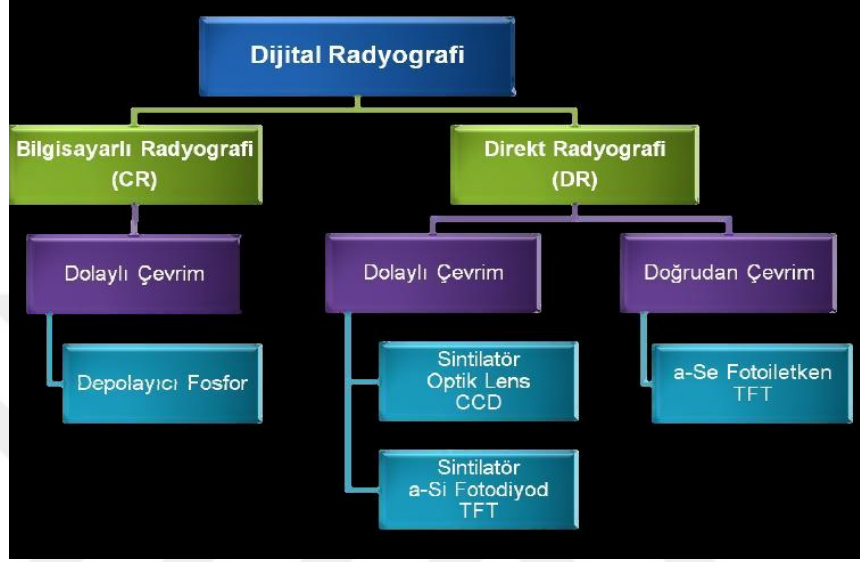 Dijital Radyografi
Bilgisayarlı Radyografi
(CR)
Direkt Radyografi
(DR)
Dolaylı Çevrim
Dolaylı Çevrim
Doğrudan Çevrim
Depolayıcı Fosfor
Sintilatör
Optik Lens
CCD
a-Se Fotoiletken
TFT
Sintilatör
a-Si Fotodiyod
TFT